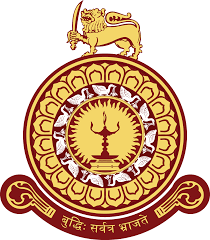 बुद्धिः सर्वत्र भ्राजते